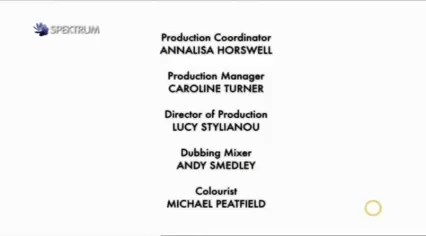 SPEKTRUM
Production Coordinator
ANNALISA HORSWELL
Production Manager
CAROLINE TURNER
Director of Production
LUCY STYLIANOU
Dubbing Mixer
ANDY SMEDLEY
Colourist
MICHAEL PEATFIELD